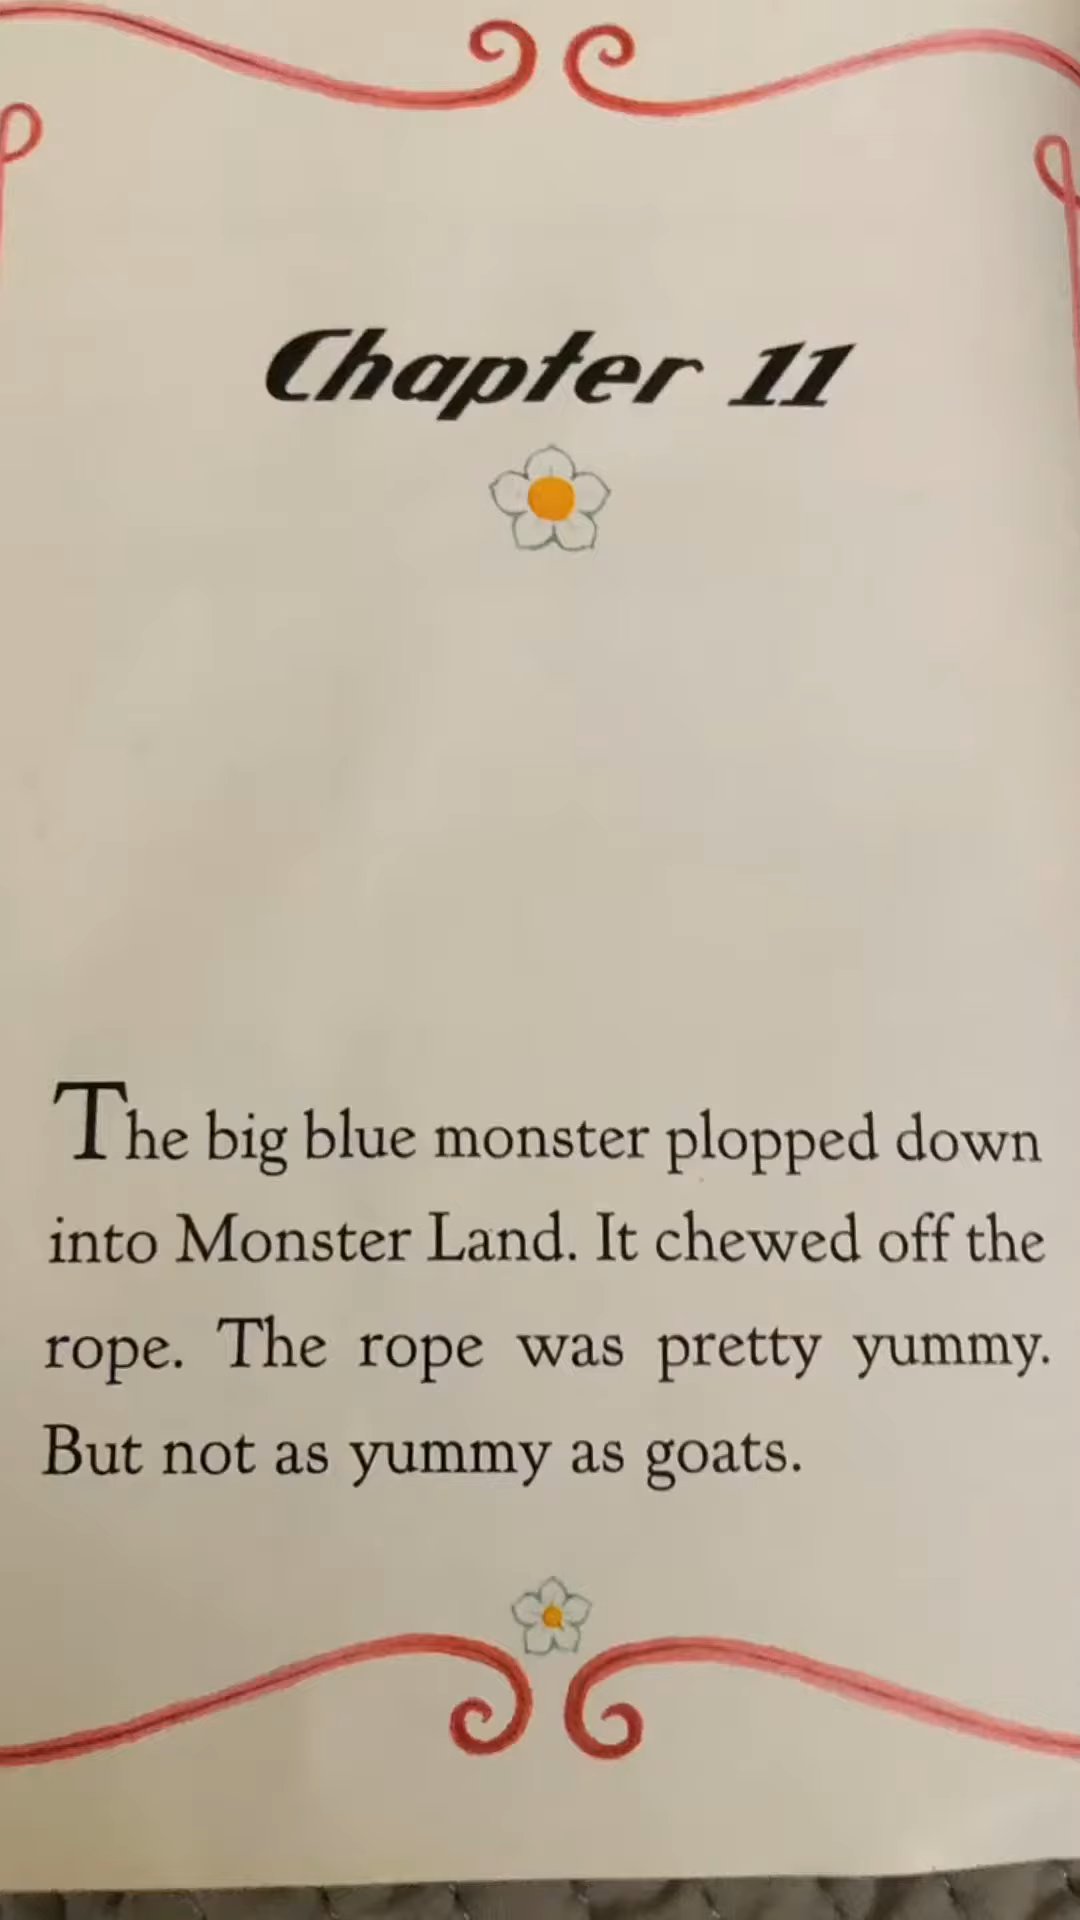 Chapter 11
The big blue monster plopped down
into Monster Land. It chewed off the
rope. The rope was pretty yummy.
But not as yummy as goats.